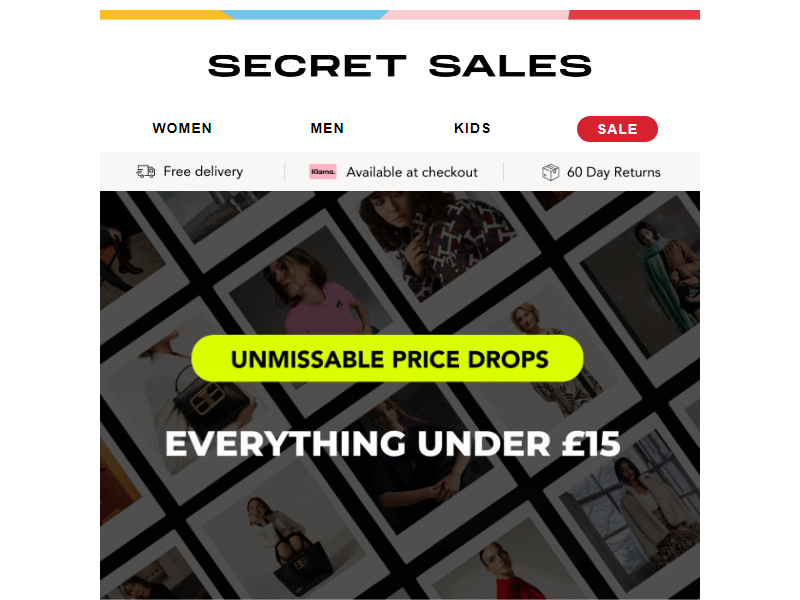 SECRET SALES
WOMEN MEN KIDS SALE
Free delivery Klarna. Available at checkout 60 Day Returns
UNMISSABLE PRICE DROPS
EVERYTHING UNDER £15